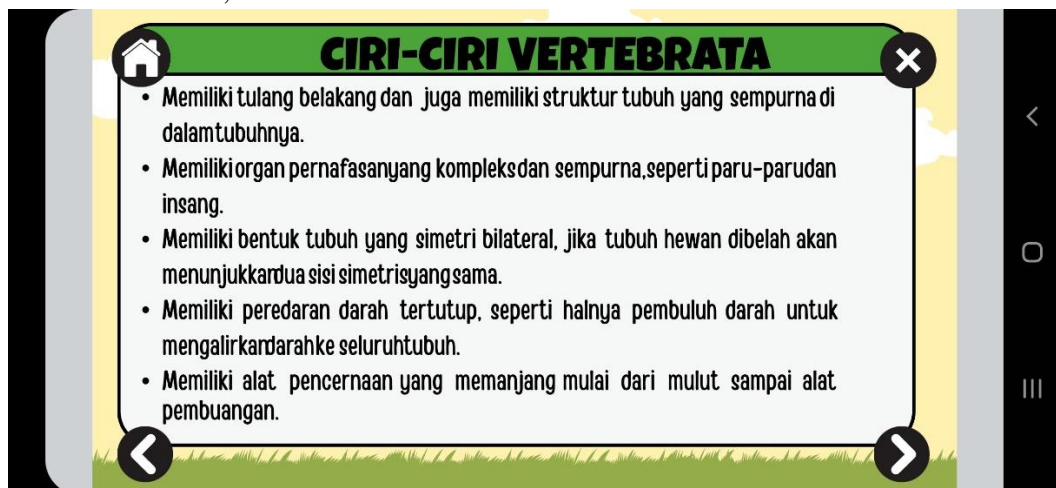 CIRI-CIRI VERTEBRATA
• Memiliki tulang belakang dan juga memiliki struktur tubuh yang sempurna di
dalamtubuhnya.
• Memilikiorgan pernafasanyang kompleksdan sempurna,seperti paru-parudan
insang.
• Memiliki bentuk tubuh yang simetri bilateral, jika tubuh hewan dibelah akan
menunjukkandua sisi simetrisyangsama.
• Memiliki peredaran darah tertutup, seperti halnya pembuluh darah untuk
mengalirkandarahke seluruhtubuh.
• Memiliki alat pencernaan yang memanjang mulai dari mulut sampai alat
pembuangan.